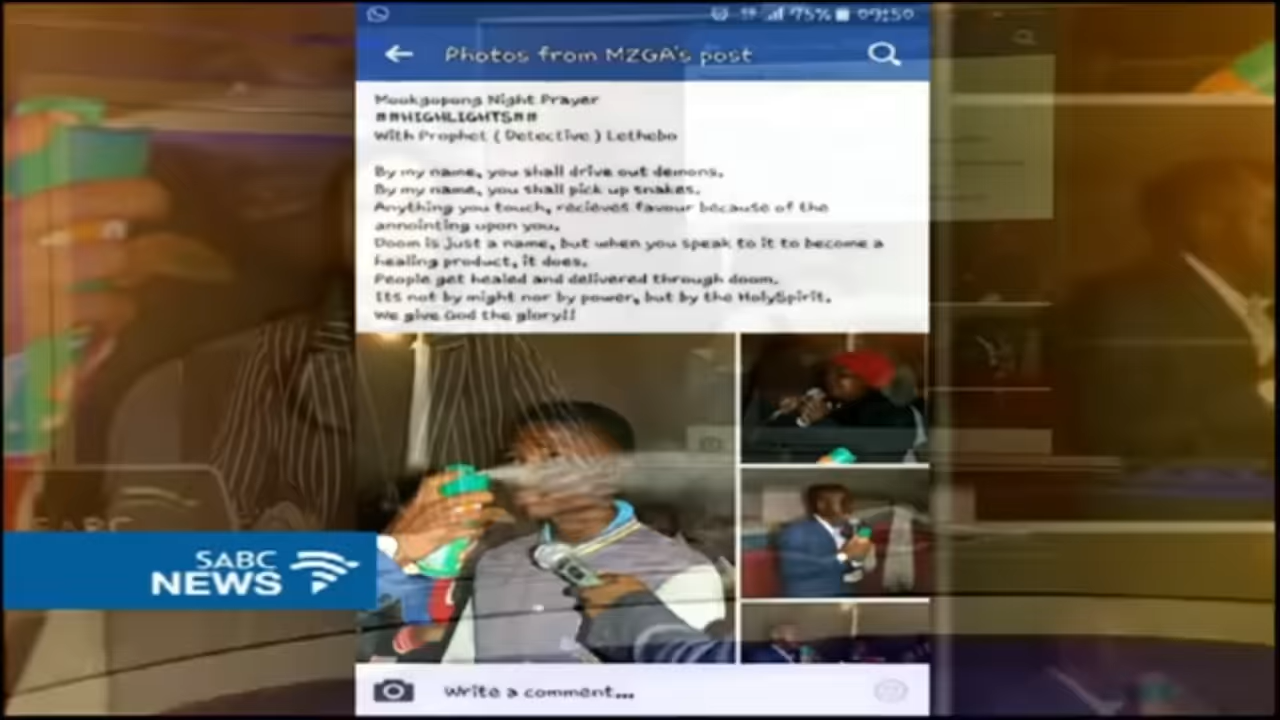 75% 09:50
Photos from MZGA's post
Mookgopong Night Prayer
##HIGHLIGHTS##
With Prophet ( Detective ) Lethebo
By my name, you shall drive out demons.
By my name, you shall pick up snakes.
Anything you touch, recieves favour because of the
annointing upon you.
Doom is just a name, but when you speak to it to become a
healing product, it does.
People get healed and delivered through doom.
Its not by might nor by power, but by the HolySpirit.
We give God the glory!!
SABC
SABC
NEWS
Write a comment...